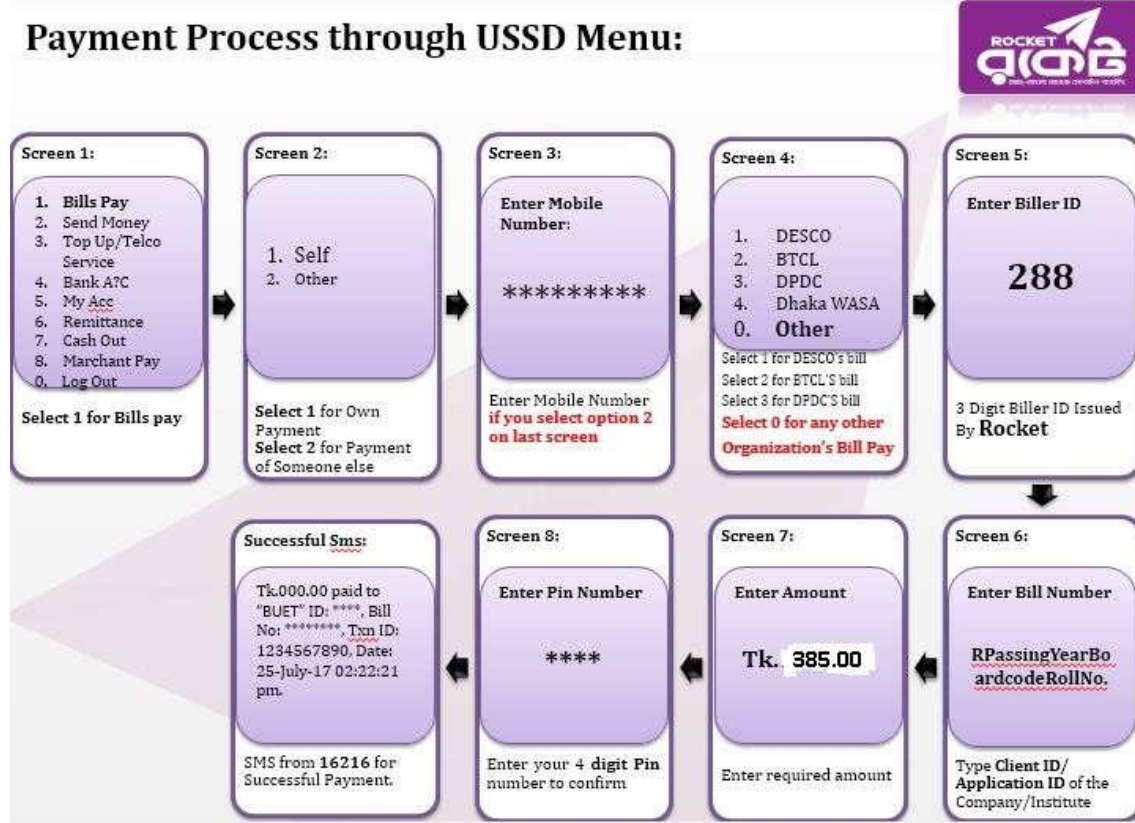 Payment Process through USSD Menu:
ROCKET
রকেট
Screen 1:
1. Bills Pay
2. Send Money
3. Top Up/Telco
Service
4. Bank A?C
5. My Acc
6. Remittance
7. Cash Out
8. Marchant Pay
0. Log Out
Select 1 for Bills pay
Screen 2:
1. Self
2. Other
Select 1 for Own
Payment
Select 2 for Payment
of Someone else
Screen 3:
Enter Mobile
Number:
*********
Enter Mobile Number
if you select option 2
on last screen
Screen 4:
1. DESCO
2. BTCL
3. DPDC
4. Dhaka WASA
0. Other
Select 1 for DESCO's bill
Select 2 for BTCL'S bill
Select 3 for DPDC'S bill
Select 0 for any other
Organization's Bill Pay
Screen 5:
Enter Biller ID
288
3 Digit Biller ID Issued
By Rocket
Screen 6:
Enter Bill Number
RPassingYearBo
ardcodeRollNo.
Type Client ID/
Application ID of the
Company/Institute
Screen 7:
Enter Amount
Tk. 385.00
Enter required amount
Screen 8:
Enter Pin Number
****
Enter your 4 digit Pin
number to confirm
Successful Sms:
Tk.000.00 paid to
"BUET" ID: ****, Bill
No: ********, Txn ID:
1234567890, Date:
25-July-17 02:22:21
pm.
SMS from 16216 for
Successful Payment.